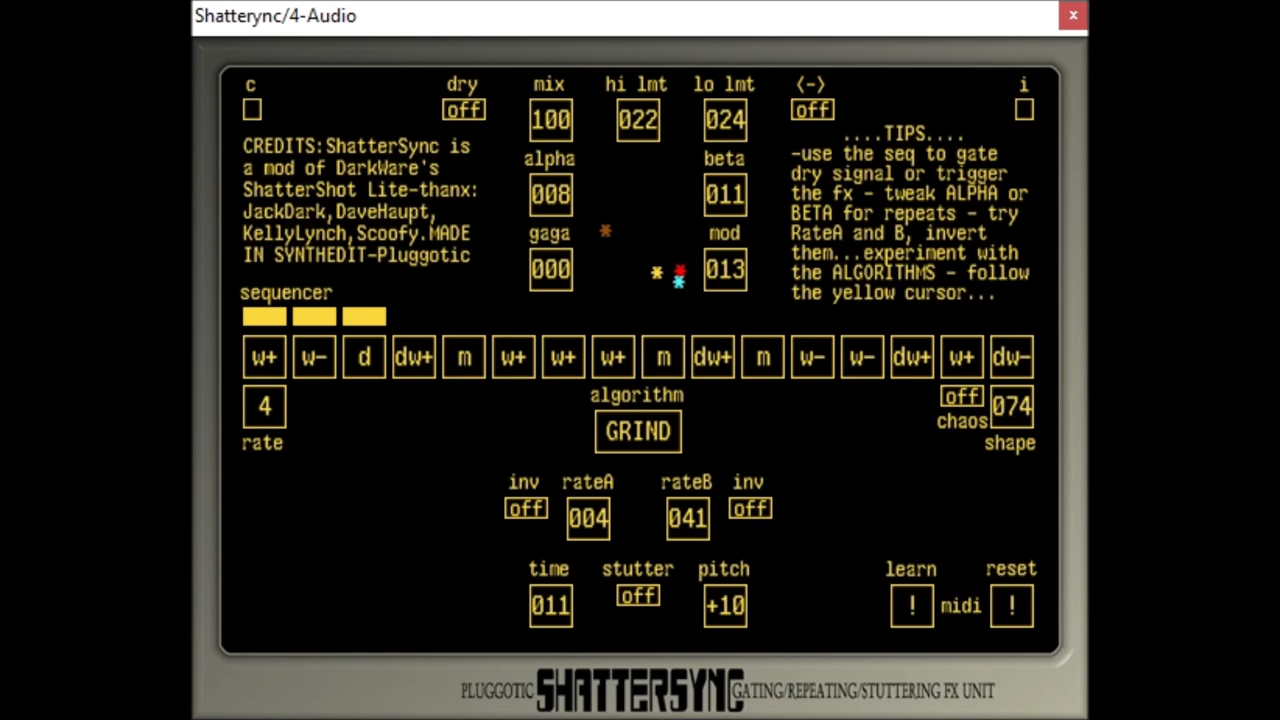 Shatterync/4-Audio
x
c dry mix hi lmt lo lmt <-> i
off 100 022 024 off
CREDITS:ShatterSync is
a mod of DarkWare's
ShatterShot Lite-thanx:
JackDark,DaveHaupt,
KellyLynch,Scoofy.MADE
IN SYNTHEDIT-Pluggotic
alpha beta
008 011
gaga mod
000 013
....TIPS....
-use the seq to gate
dry signal or trigger
the fx - tweak ALPHA or
BETA for repeats - try
RateA and B, invert
them...experiment with
the ALGORITHMS - follow
the yellow cursor...
sequencer
w+ w- d dw+ m w+ w+ w+ m dw+ m w- w- dw+ w+ dw-
4 algorithm off 074
rate GRIND chaos shape
inv rateA rateB inv
off 004 041 off
time stutter pitch learn reset
011 off +10 ! midi !
PLUGGOTIC SHATTERSYNC GATING/REPEATING/STUTTERING FX UNIT